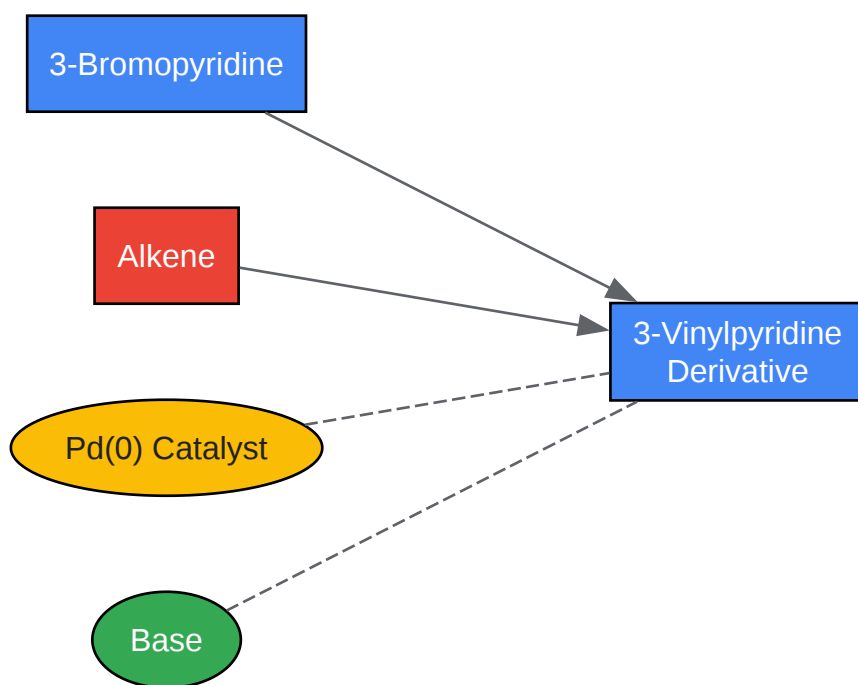 3-Bromopyridine
Alkene
3-Vinylpyridine
Derivative
Pd(0) Catalyst
Base